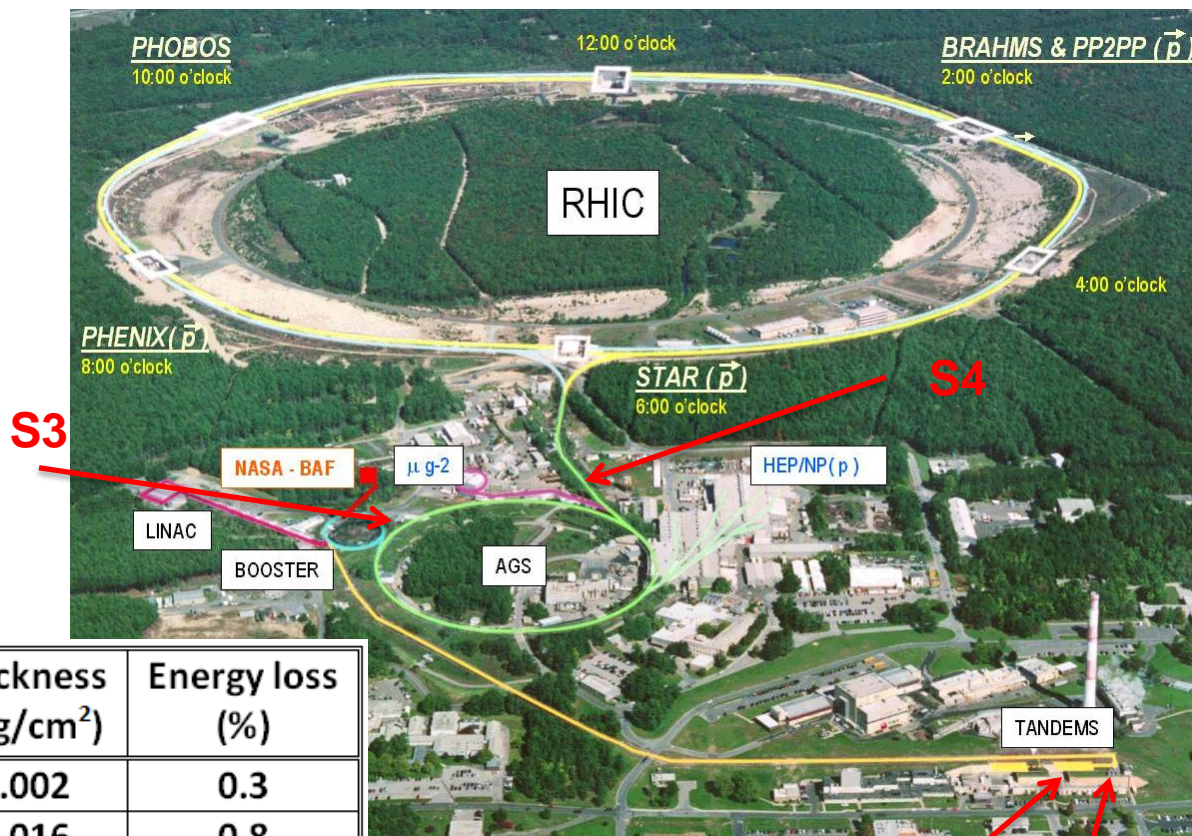 PHOBOS
10:00 o'clock
12:00 o'clock
BRAHMS & PP2PP (p)
2:00 o'clock
RHIC
4:00 o'clock
PHENIX(p)
8:00 o'clock
STAR (p)
6:00 o'clock
S4
S3
NASA - BAF
μ g-2
HEP/NP( p )
LINAC
BOOSTER
AGS
TANDEMS
Energy loss
(%)
0.3
0.8